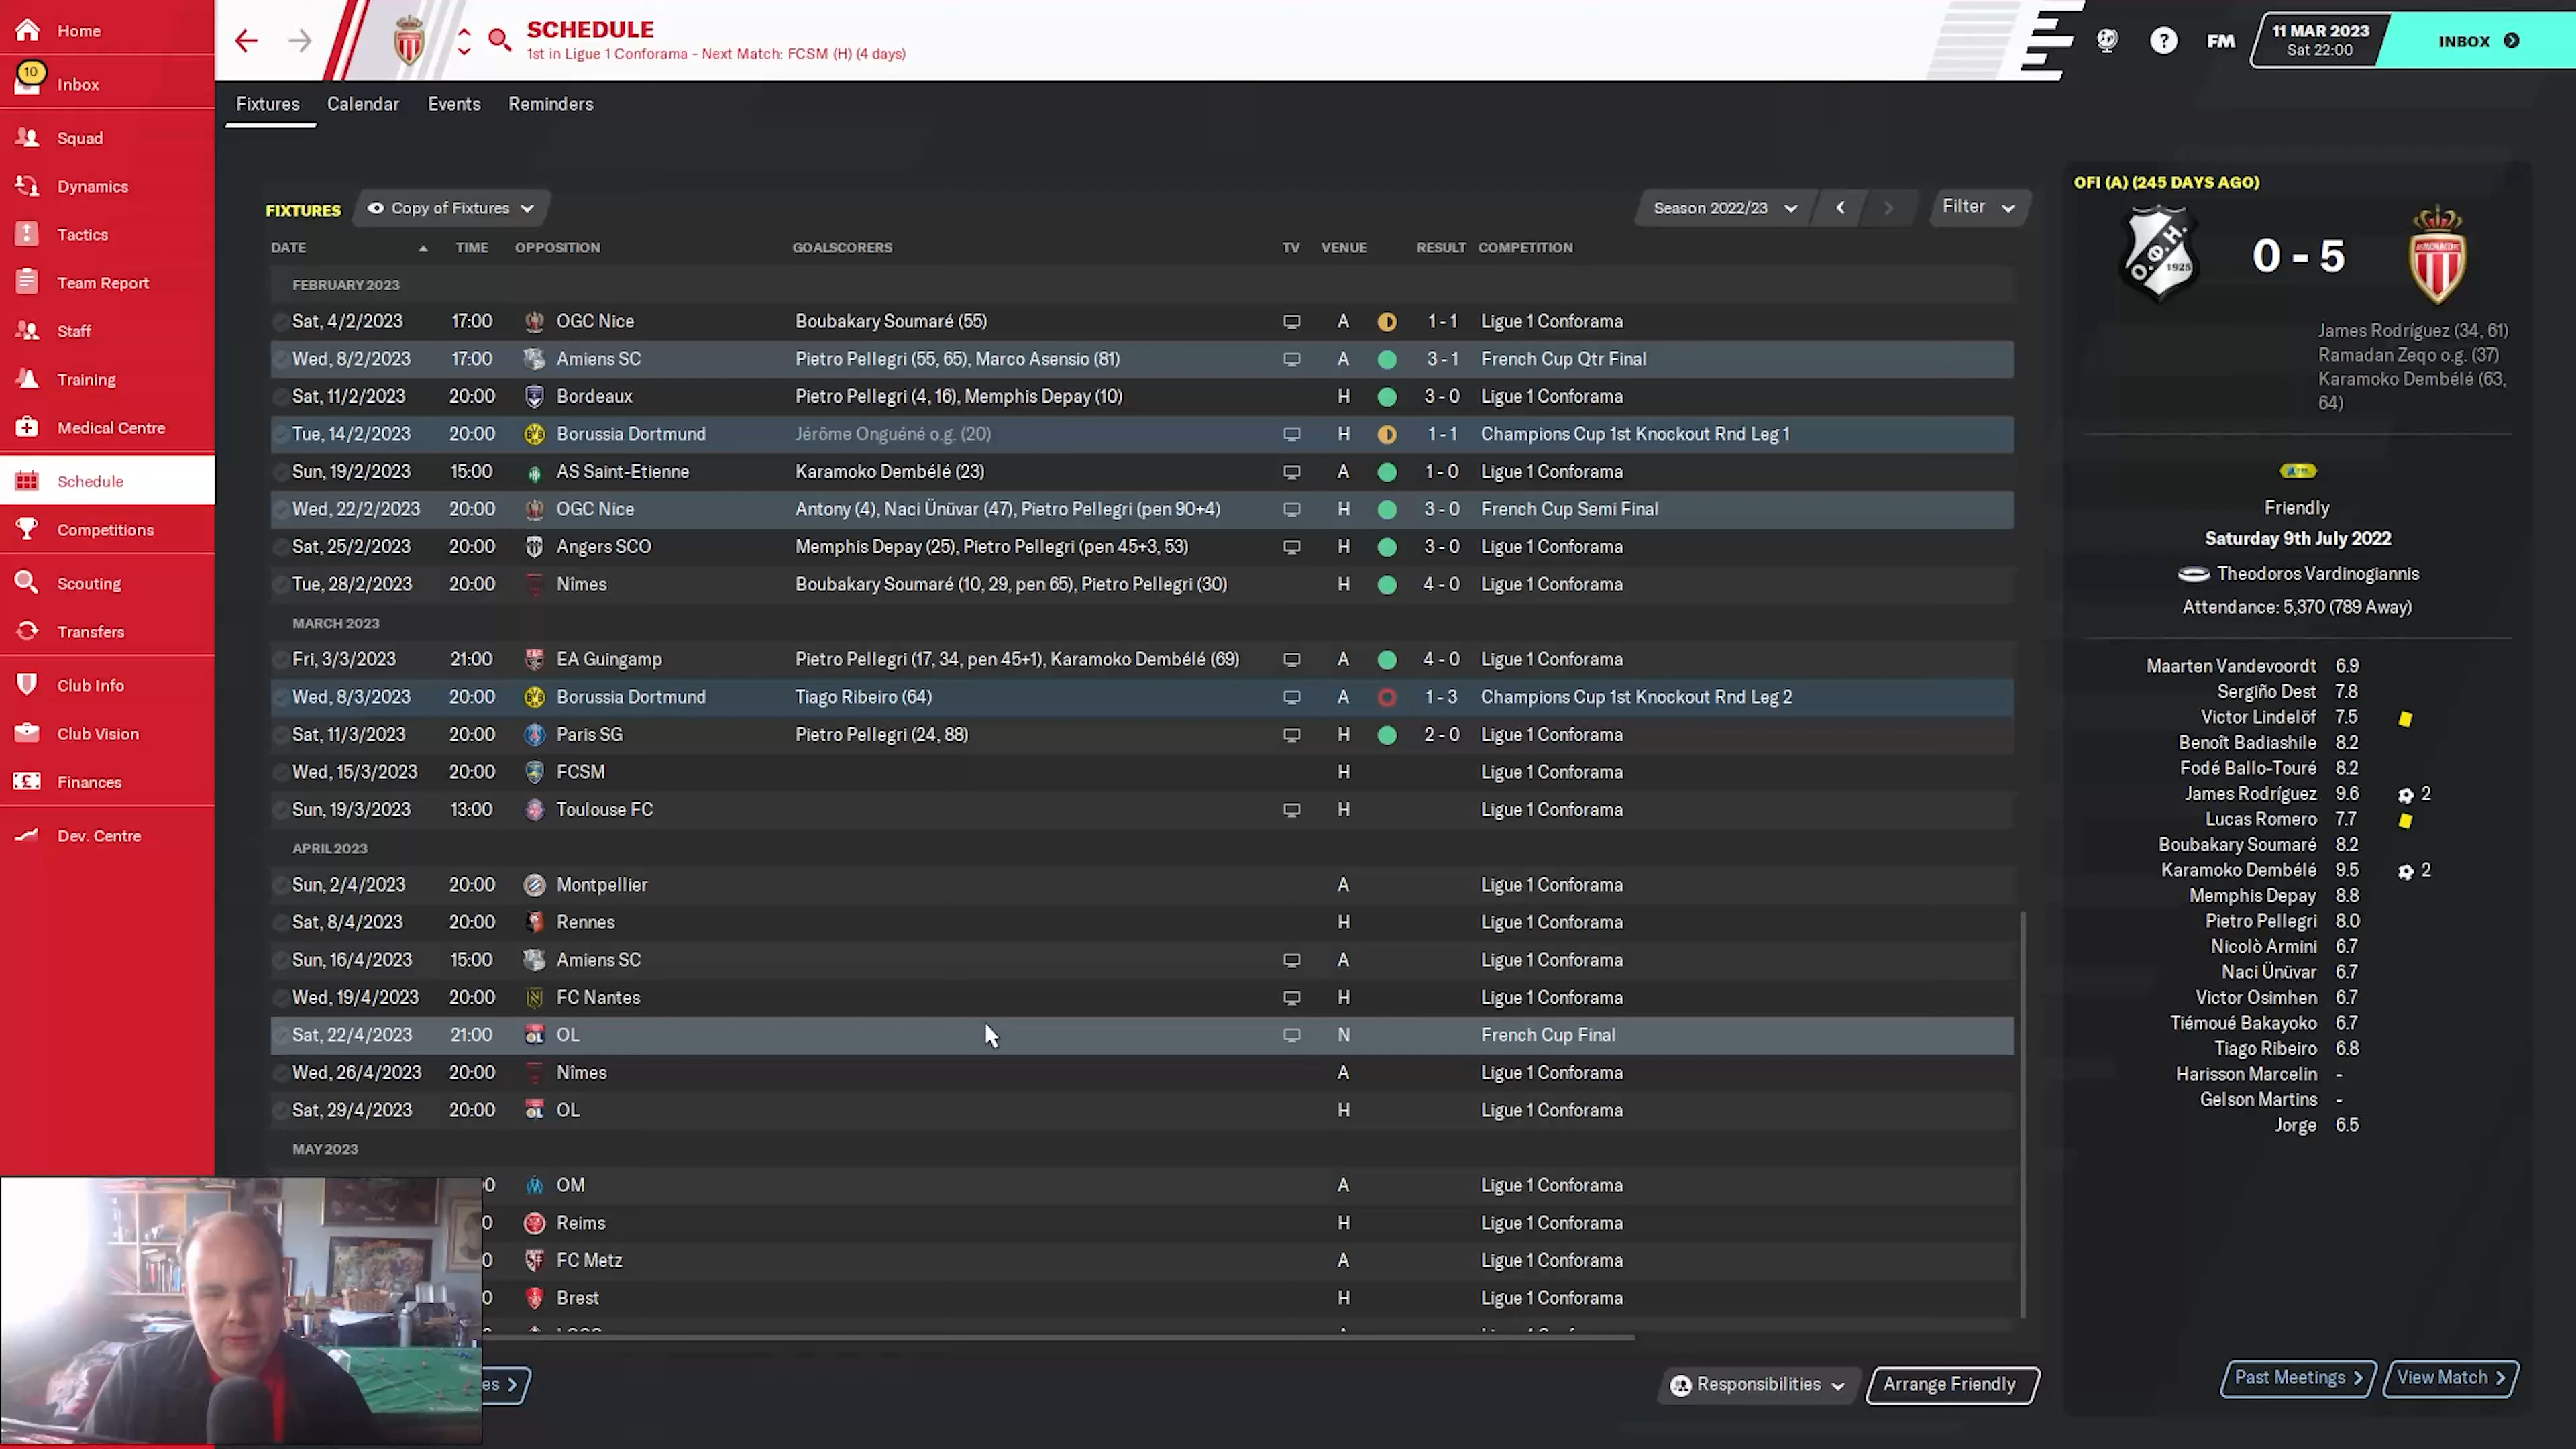 Home
10
Inbox
Squad
Dynamics
Tactics
Team Report
Staff
Training
Medical Centre
Schedule
Competitions
Scouting
Transfers
Club Info
Club Vision
Finances
Dev. Centre
SCHEDULE
1st in Ligue 1 Conforama - Next Match: FCSM (H) (4 days)
? FM
11 MAR 2023
Sat 22:00
INBOX
Fixtures Calendar Events Reminders
FIXTURES Copy of Fixtures Season 2022/23 Filter
DATE TIME OPPOSITION GOALSCORERS TV VENUE RESULT COMPETITION
FEBRUARY 2023
Sat, 4/2/2023 17:00 OGC Nice Boubakary Soumaré (55) A 1 - 1 Ligue 1 Conforama
Wed, 8/2/2023 17:00 Amiens SC Pietro Pellegri (55, 65), Marco Asensio (81) A 3 - 1 French Cup Qtr Final
Sat, 11/2/2023 20:00 Bordeaux Pietro Pellegri (4, 16), Memphis Depay (10) H 3 - 0 Ligue 1 Conforama
Tue, 14/2/2023 20:00 Borussia Dortmund Jérôme Onguéné o.g. (20) H 1 - 1 Champions Cup 1st Knockout Rnd Leg 1
Sun, 19/2/2023 15:00 AS Saint-Etienne Karamoko Dembélé (23) A 1 - 0 Ligue 1 Conforama
Wed, 22/2/2023 20:00 OGC Nice Antony (4), Naci Ünüvar (47), Pietro Pellegri (pen 90+4) H 3 - 0 French Cup Semi Final
Sat, 25/2/2023 20:00 Angers SCO Memphis Depay (25), Pietro Pellegri (pen 45+3, 53) H 3 - 0 Ligue 1 Conforama
Tue, 28/2/2023 20:00 Nîmes Boubakary Soumaré (10, 29, pen 65), Pietro Pellegri (30) H 4 - 0 Ligue 1 Conforama
MARCH 2023
Fri, 3/3/2023 21:00 EA Guingamp Pietro Pellegri (17, 34, pen 45+1), Karamoko Dembélé (69) A 4 - 0 Ligue 1 Conforama
Wed, 8/3/2023 20:00 Borussia Dortmund Tiago Ribeiro (64) A 1 - 3 Champions Cup 1st Knockout Rnd Leg 2
Sat, 11/3/2023 20:00 Paris SG Pietro Pellegri (24, 88) H 2 - 0 Ligue 1 Conforama
Wed, 15/3/2023 20:00 FCSM H Ligue 1 Conforama
Sun, 19/3/2023 13:00 Toulouse FC H Ligue 1 Conforama
APRIL 2023
Sun, 2/4/2023 20:00 Montpellier A Ligue 1 Conforama
Sat, 8/4/2023 20:00 Rennes H Ligue 1 Conforama
Sun, 16/4/2023 15:00 Amiens SC A Ligue 1 Conforama
Wed, 19/4/2023 20:00 FC Nantes H Ligue 1 Conforama
Sat, 22/4/2023 21:00 OL N French Cup Final
Wed, 26/4/2023 20:00 Nîmes A Ligue 1 Conforama
Sat, 29/4/2023 20:00 OL H Ligue 1 Conforama
MAY 2023
OM A Ligue 1 Conforama
Reims H Ligue 1 Conforama
FC Metz A Ligue 1 Conforama
Brest H Ligue 1 Conforama
es
Responsibilities Arrange Friendly
OFI (A) (245 DAYS AGO)
Ο.Φ.Η. 1925 0 - 5 AS MONACO FC
James Rodríguez (34, 61)
Ramadan Zeqo o.g. (37)
Karamoko Dembélé (63,
64)
Friendly
Saturday 9th July 2022
Theodoros Vardinogiannis
Attendance: 5,370 (789 Away)
Maarten Vandevoordt 6.9
Sergiño Dest 7.8
Victor Lindelöf 7.5
Benoît Badiashile 8.2
Fodé Ballo-Touré 8.2
James Rodríguez 9.6 2
Lucas Romero 7.7
Boubakary Soumaré 8.2
Karamoko Dembélé 9.5 2
Memphis Depay 8.8
Pietro Pellegri 8.0
Nicolò Armini 6.7
Naci Ünüvar 6.7
Victor Osimhen 6.7
Tiémoué Bakayoko 6.7
Tiago Ribeiro 6.8
Harisson Marcelin -
Gelson Martins -
Jorge 6.5
Past Meetings View Match